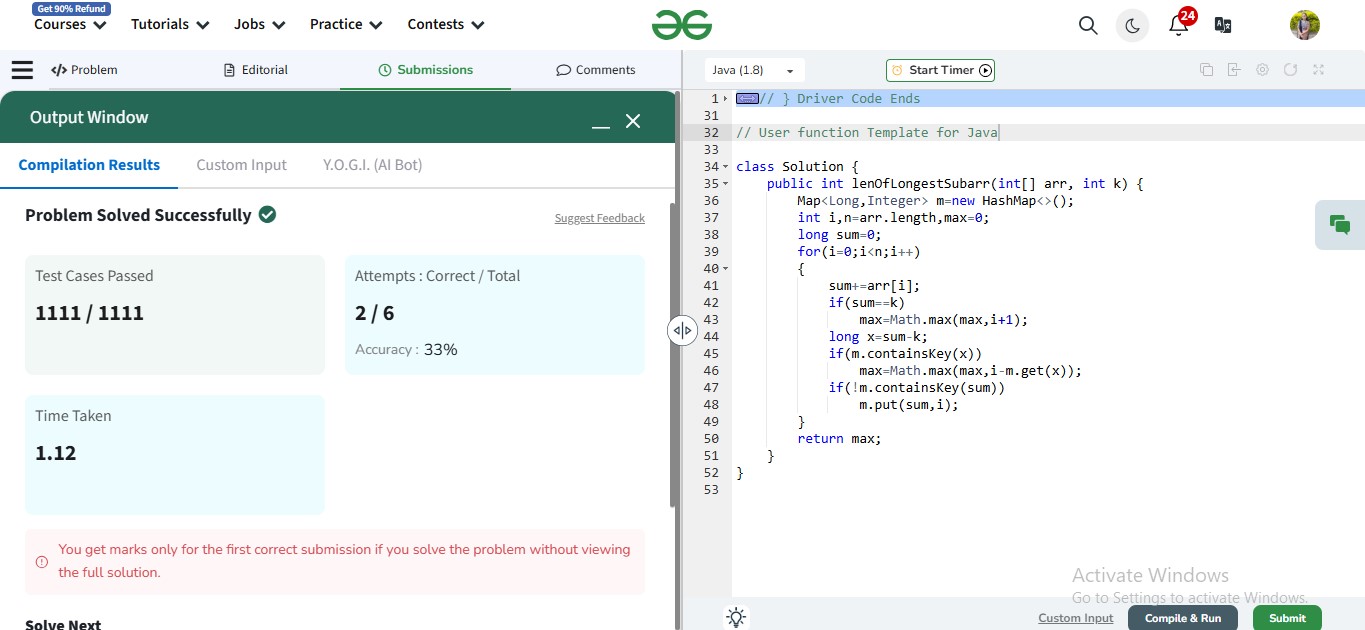 Get 90% Refund
Courses
Tutorials
Jobs
Practice
Contests
24
</> Problem
Editorial
Submissions
Comments
Output Window
Compilation Results
Custom Input
Y.O.G.I. (AI Bot)
Problem Solved Successfully
Suggest Feedback
Test Cases Passed
1111 / 1111
Attempts : Correct / Total
2 / 6
Accuracy : 33%
Time Taken
1.12
You get marks only for the first correct submission if you solve the problem without viewing
the full solution.
Solve Next
Java (1.8)
Start Timer
1 // } Driver Code Ends
31
32 // User function Template for Java
33
34 class Solution {
35 public int lenOfLongestSubarr(int[] arr, int k) {
36 Map<Long,Integer> m=new HashMap<>();
37 int i,n=arr.length,max=0;
38 long sum=0;
39 for(i=0;i<n;i++)
40 {
41 sum+=arr[i];
42 if(sum==k)
43 max=Math.max(max,i+1);
44 long x=sum-k;
45 if(m.containsKey(x))
46 max=Math.max(max,i-m.get(x));
47 if(!m.containsKey(sum))
48 m.put(sum,i);
49 }
50 return max;
51 }
52 }
53
Activate Windows
Go to Settings to activate Windows.
Custom Input
Compile & Run
Submit